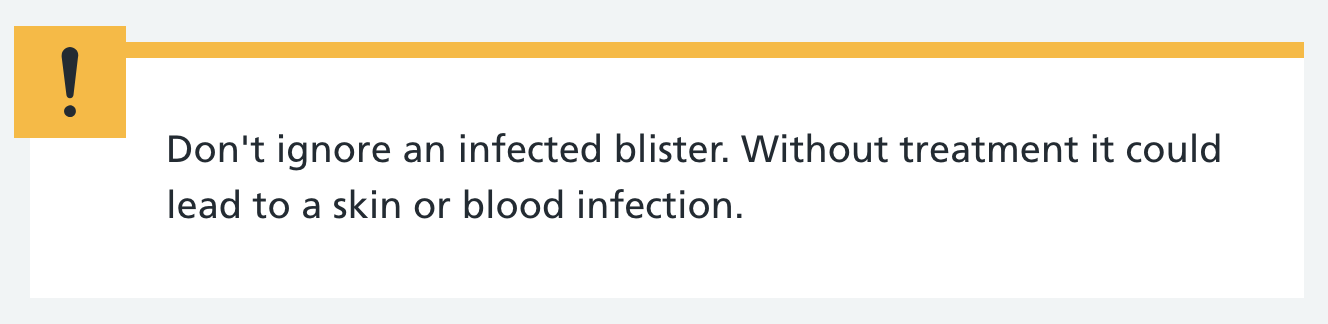 !
Don't ignore an infected blister. Without treatment it could
lead to a skin or blood infection.